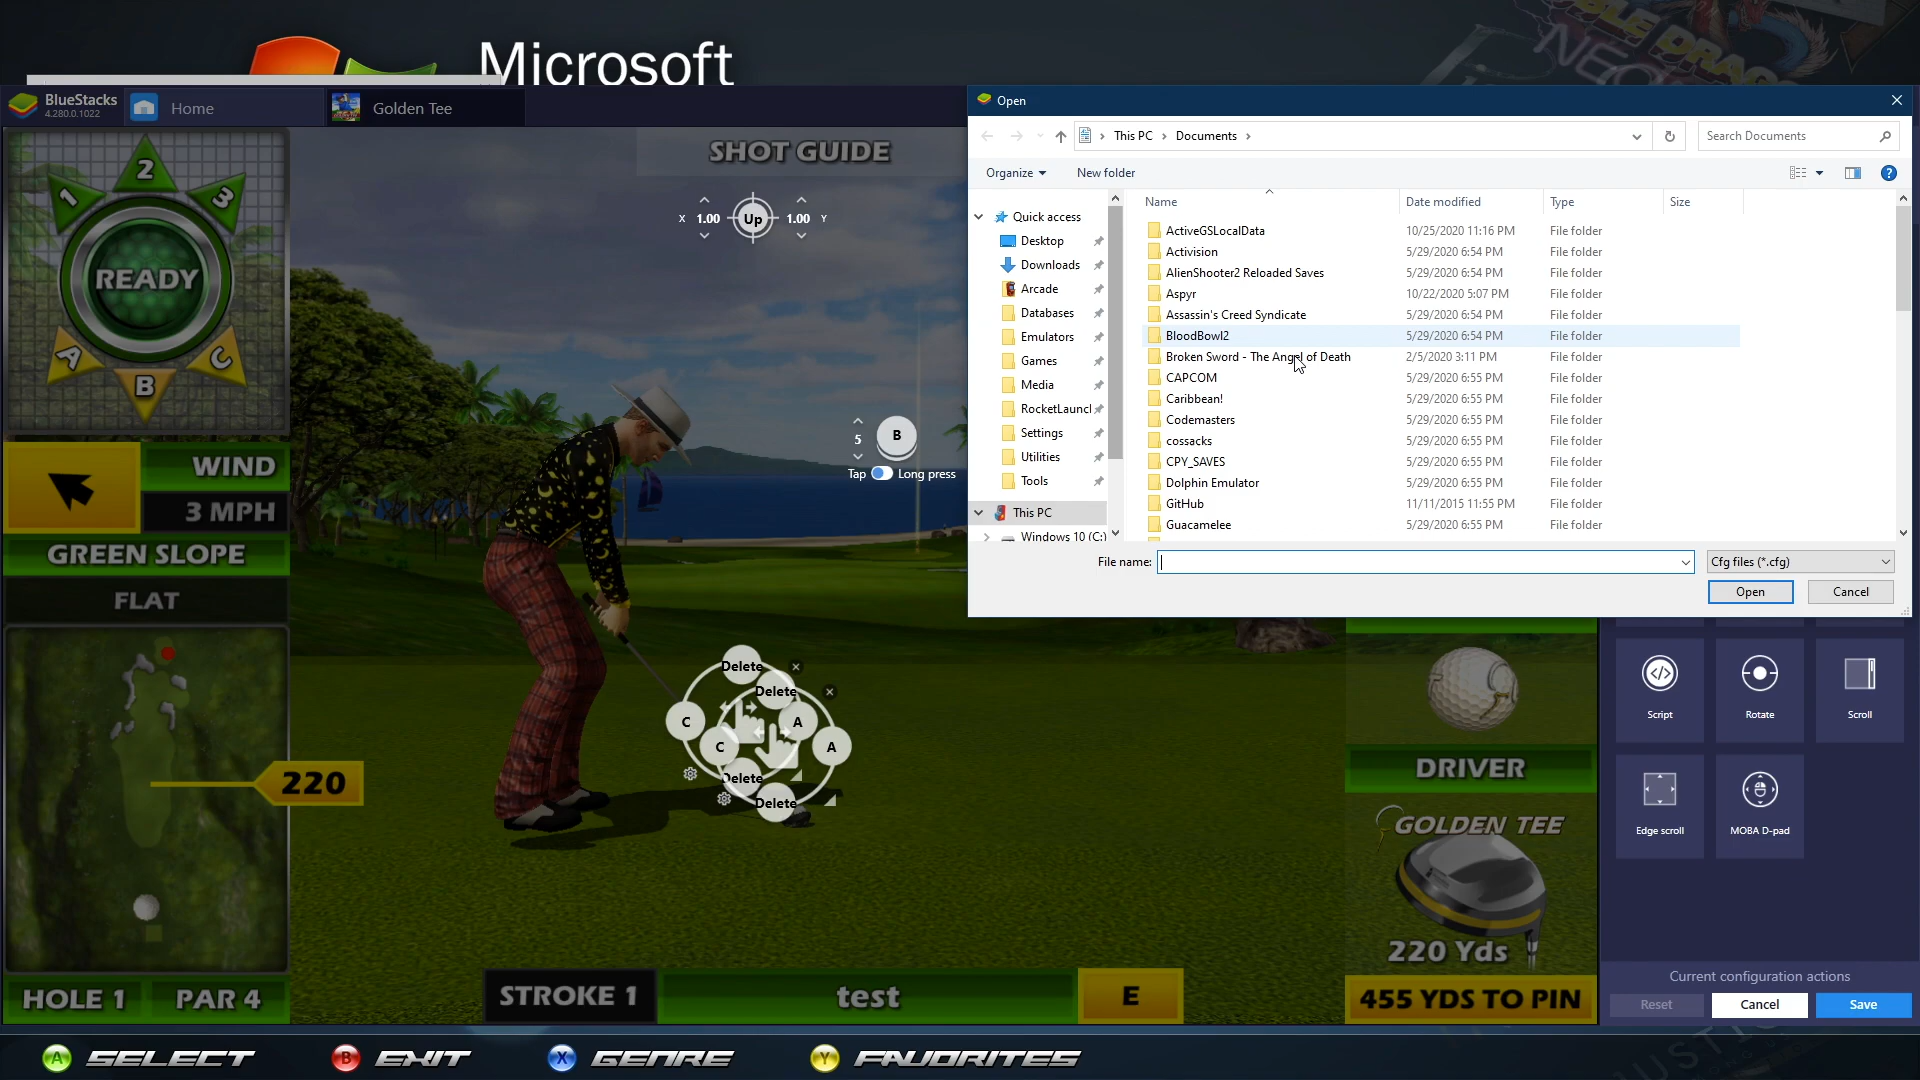 Microsoft
BlueStacks
4.280.0.1022
Home
Golden Tee
1
2
3
READY
A
B
C
WIND
3 MPH
GREEN SLOPE
FLAT
220
HOLE 1
PAR 4
SHOT GUIDE
X 1.00 Up 1.00 Y
5 B
Tap Long press
Delete
Delete
C
A
C
A
Delete
Delete
STROKE 1
test
E
DRIVER
GOLDEN TEE
220 Yds
455 YDS TO PIN
Open
This PC
Documents
Search Documents
Organize
New folder
Quick access
Desktop
Downloads
Arcade
Databases
Emulators
Games
Media
RocketLaunc
Settings
Utilities
Tools
This PC
Windows 10 (C:)
Name Date modified Type Size
ActiveGSLocalData 10/25/2020 11:16 PM File folder
Activision 5/29/2020 6:54 PM File folder
AlienShooter2 Reloaded Saves 5/29/2020 6:54 PM File folder
Aspyr 10/22/2020 5:07 PM File folder
Assassin's Creed Syndicate 5/29/2020 6:54 PM File folder
BloodBowl2 5/29/2020 6:54 PM File folder
Broken Sword - The Angel of Death 2/5/2020 3:11 PM File folder
CAPCOM 5/29/2020 6:55 PM File folder
Caribbean! 5/29/2020 6:55 PM File folder
Codemasters 5/29/2020 6:55 PM File folder
cossacks 5/29/2020 6:55 PM File folder
CPY_SAVES 5/29/2020 6:55 PM File folder
Dolphin Emulator 5/29/2020 6:55 PM File folder
GitHub 11/11/2015 11:55 PM File folder
Guacamelee 5/29/2020 6:55 PM File folder
File name:
Cfg files (*.cfg)
Open
Cancel
Script
Rotate
Scroll
Edge scroll
MOBA D-pad
Current configuration actions
Reset
Cancel
Save
A SELECT
B EXIT
X GENRE
Y FAVORITES